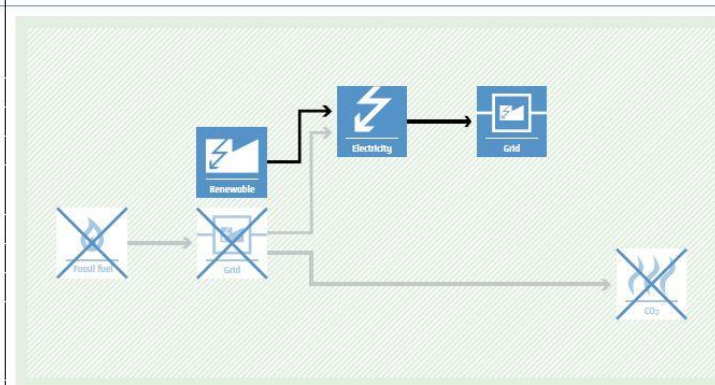 Electricity
Grid
Renewable
Fossil fuel
Grid
CO₂